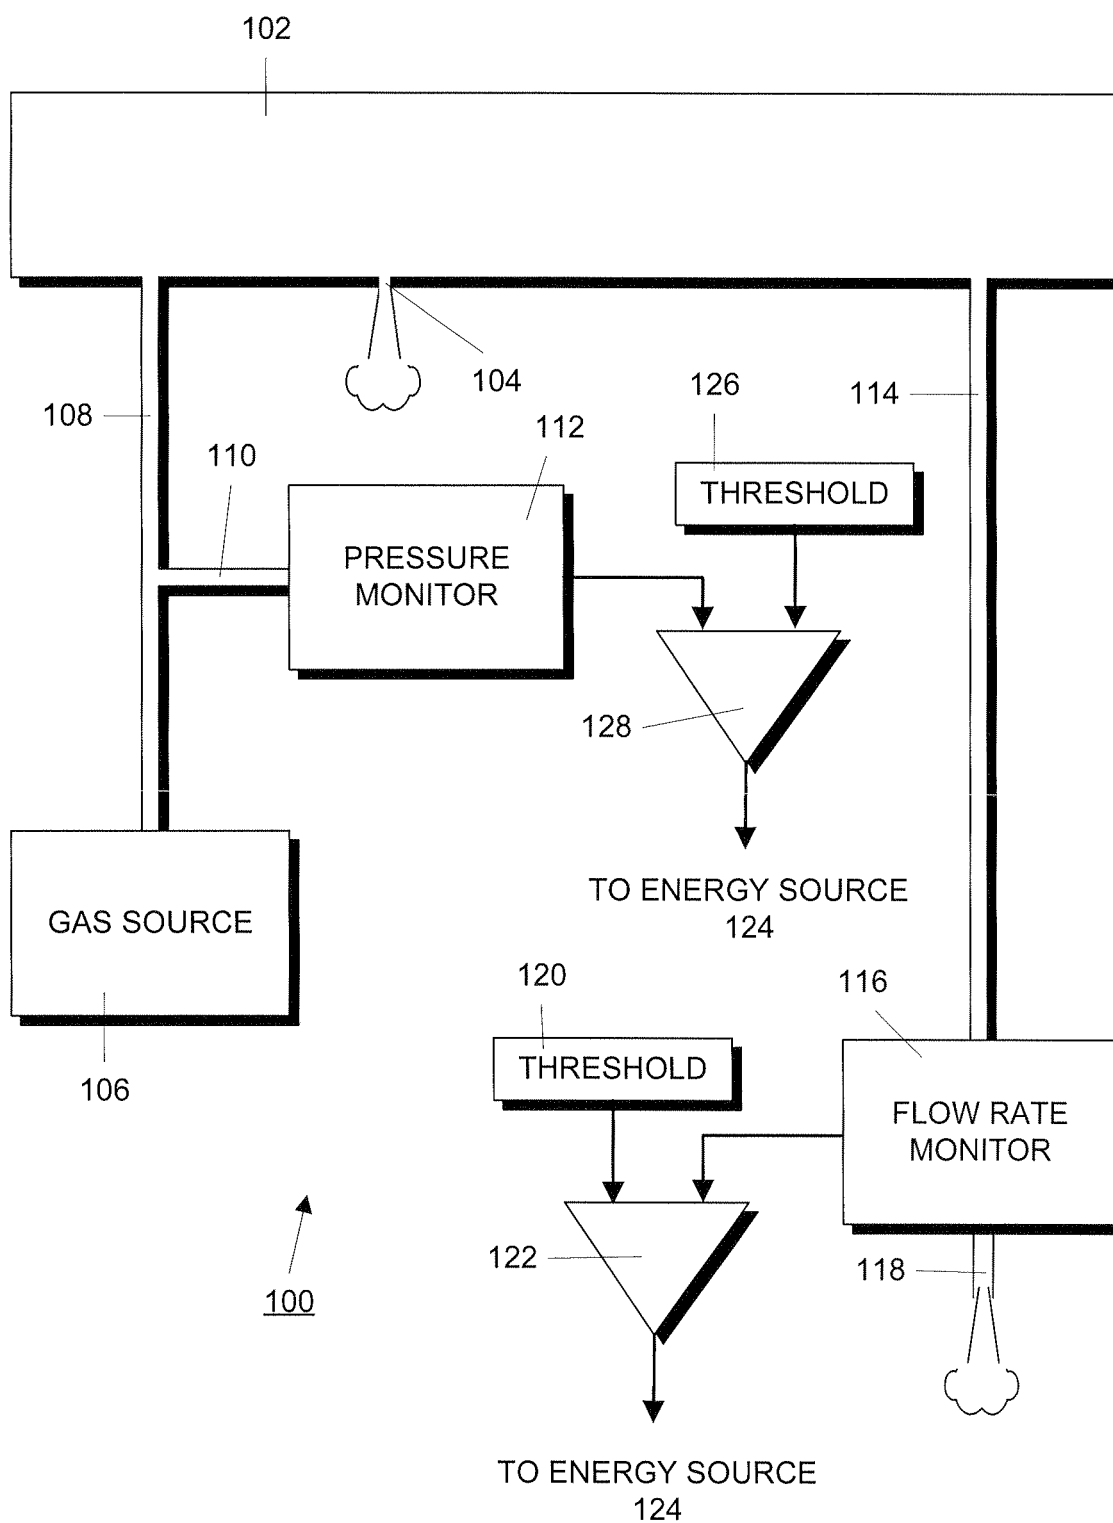 102
104
126
108
114
112
110
THRESHOLD
PRESSURE
MONITOR
128
TO ENERGY SOURCE
124
GAS SOURCE
120
116
THRESHOLD
106
FLOW RATE
MONITOR
122
118
100
TO ENERGY SOURCE
124